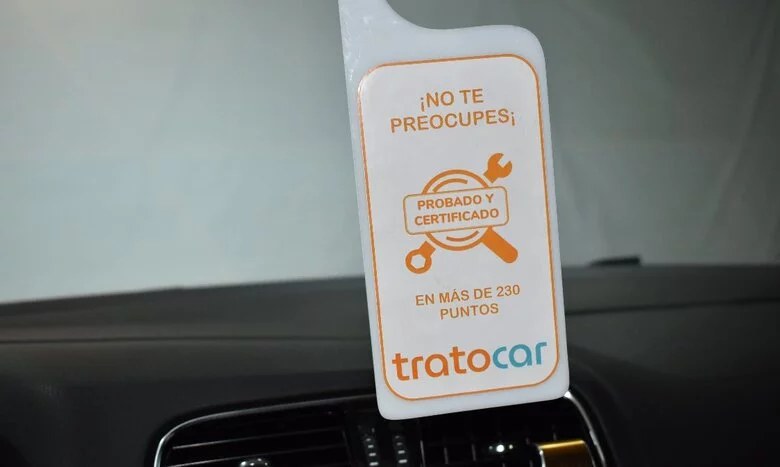 ¡NO TE
PREOCUPES¡
PROBADO Y
CERTIFICADO
EN MÁS DE 230
PUNTOS
tratocar